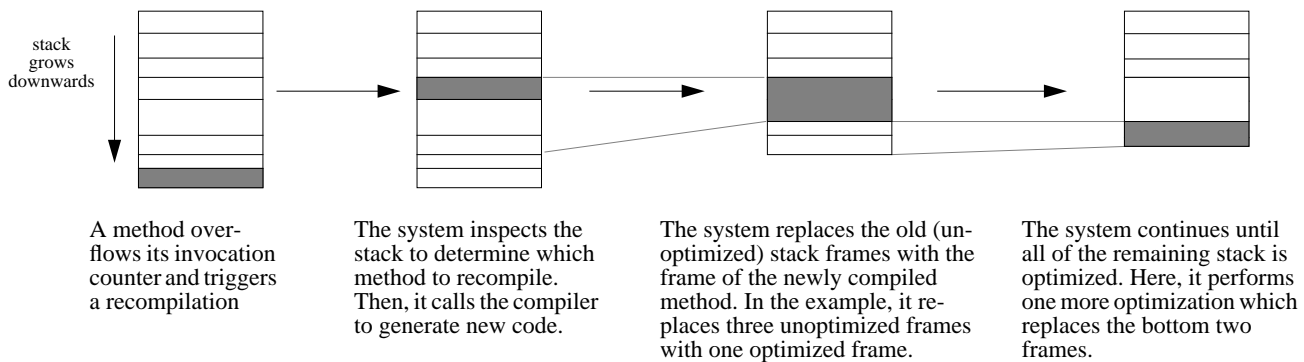 stack
grows
downwards
A method over-
flows its invocation
counter and triggers
a recompilation
The system inspects the
stack to determine which
method to recompile.
Then, it calls the compiler
to generate new code.
The system replaces the old (un-
optimized) stack frames with the
frame of the newly compiled
method. In the example, it re-
places three unoptimized frames
with one optimized frame.
The system continues until
all of the remaining stack is
optimized. Here, it performs
one more optimization which
replaces the bottom two
frames.